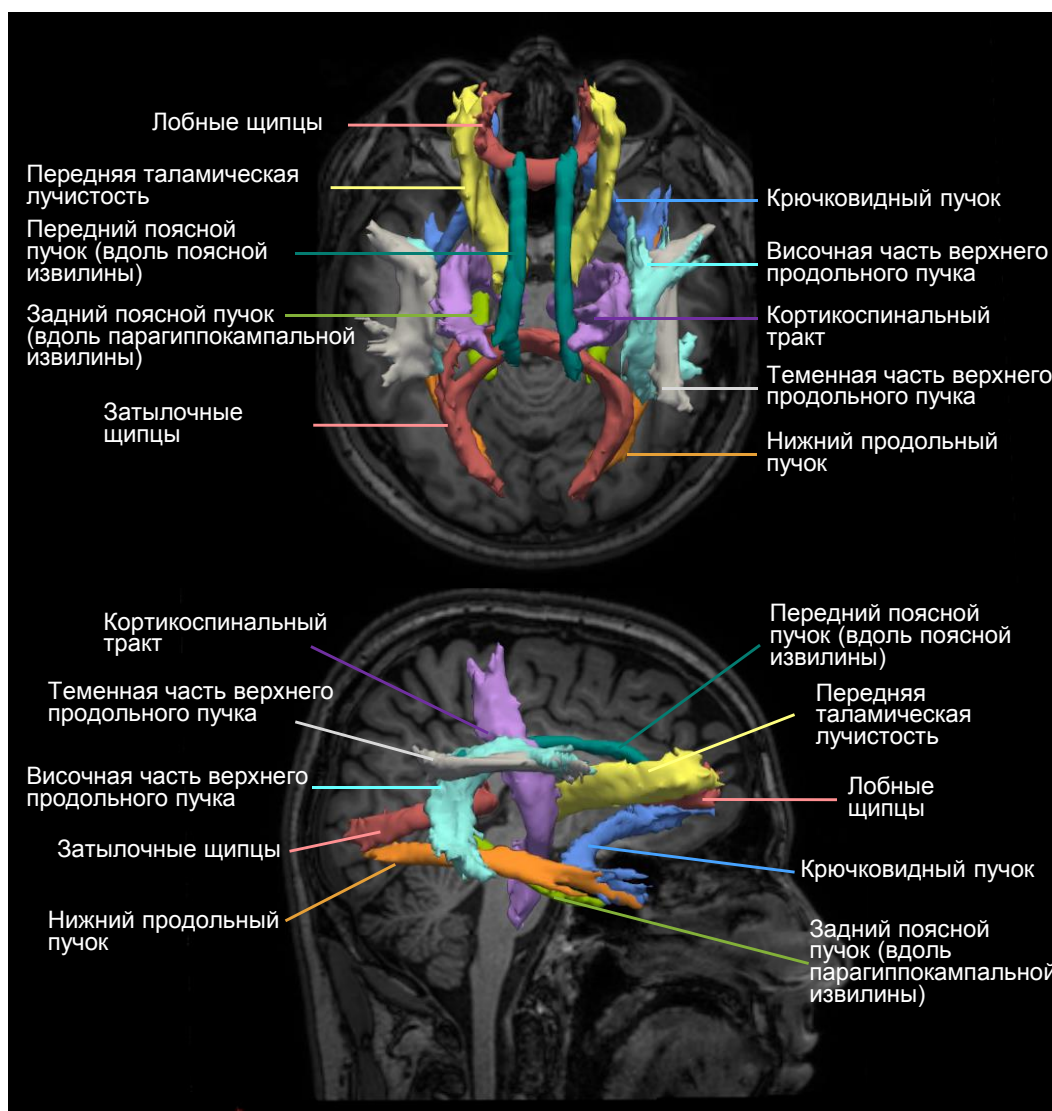 Лобные щипцы
Передняя таламическая
лучистость
Передний поясной
пучок (вдоль поясной
извилины)
Задний поясной пучок
(вдоль парагиппокампальной
извилины)
Затылочные
щипцы
Крючковидный пучок
Височная часть верхнего
продольного пучка
Кортикоспинальный
тракт
Теменная часть верхнего
продольного пучка
Нижний продольный
пучок
Кортикоспинальный
тракт
Теменная часть верхнего
продольного пучка
Височная часть верхнего
продольного пучка
Затылочные щипцы
Нижний продольный
пучок
Передний поясной
пучок (вдоль поясной
извилины)
Передняя
таламическая
лучистость
Лобные
щипцы
Крючковидный пучок
Задний поясной
пучок (вдоль
парагиппокампальной
извилины)